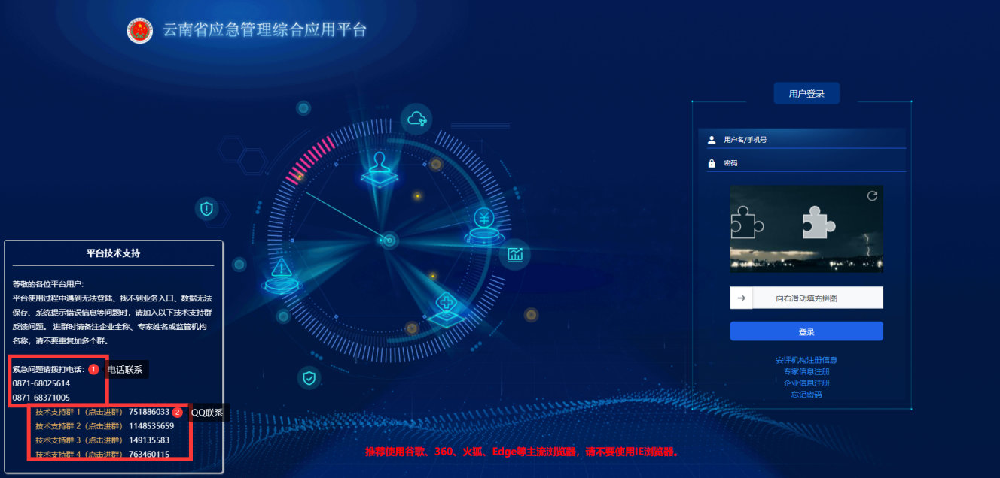 云南省应急管理综合应用平台
用户登录
用户名/手机号
密码
向右滑动填充拼图
登录
安评机构注册信息
专家信息注册
企业信息注册
忘记密码
平台技术支持
尊敬的各位平台用户:
平台使用过程中遇到无法登陆、找不到业务入口、数据无法
保存、系统提示错误信息等问题时，请加入以下技术支持群
反馈问题。 进群时请备注企业全称、专家姓名或监管机构
名称，请不要重复加多个群。
紧急问题请拨打电话: 1 电话联系
0871-68025614
0871-68371005
技术支持群 1（点击进群） 751886033 2 QQ联系
技术支持群 2（点击进群） 1148535659
技术支持群 3（点击进群） 149135583
技术支持群 4（点击进群） 763460115
推荐使用谷歌、360、火狐、Edge等主流浏览器，请不要使用IE浏览器。